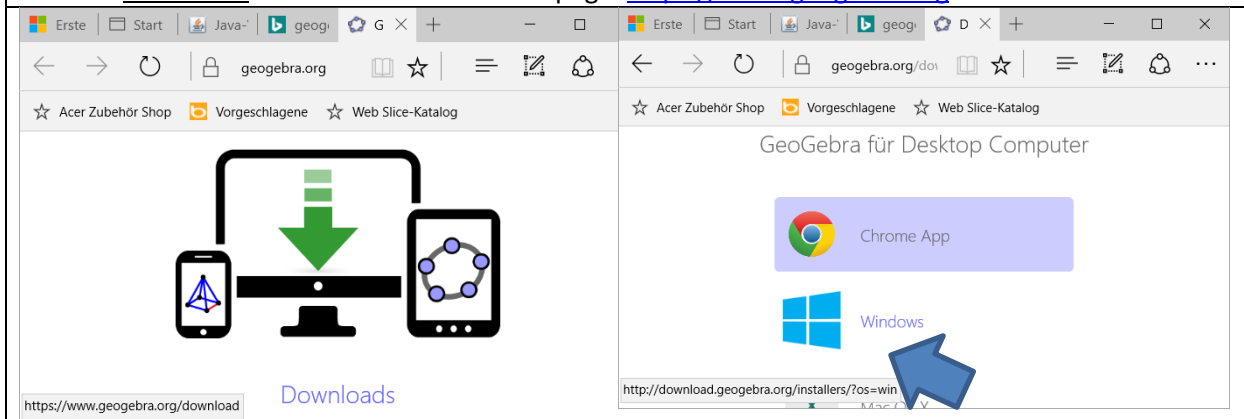 Erste Start Java- geog G
geogebra.org
Acer Zubehör Shop Vorgeschlagene Web Slice-Katalog
Downloads
https://www.geogebra.org/download
Erste Start Java- geog D
geogebra.org/do
Acer Zubehör Shop Vorgeschlagene Web Slice-Katalog
GeoGebra für Desktop Computer
Chrome App
Windows
http://download.geogebra.org/installers/?os=win